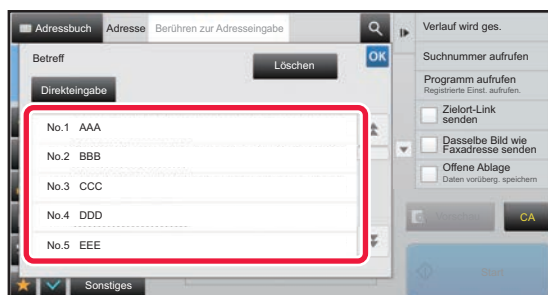 Adressbuch Adresse Berühren zur Adresseingabe
Verlauf wird ges.
Betreff Löschen OK
Suchnummer aufrufen
Direkteingabe
Programm aufrufen
Registrierte Einst. aufrufen.
Zielort-Link
senden
No.1 AAA
No.2 BBB
Dasselbe Bild wie
Faxadresse senden
No.3 CCC
Offene Ablage
Daten vorüberg. speichern
No.4 DDD
CA
No.5 EEE
Sonstiges
Start